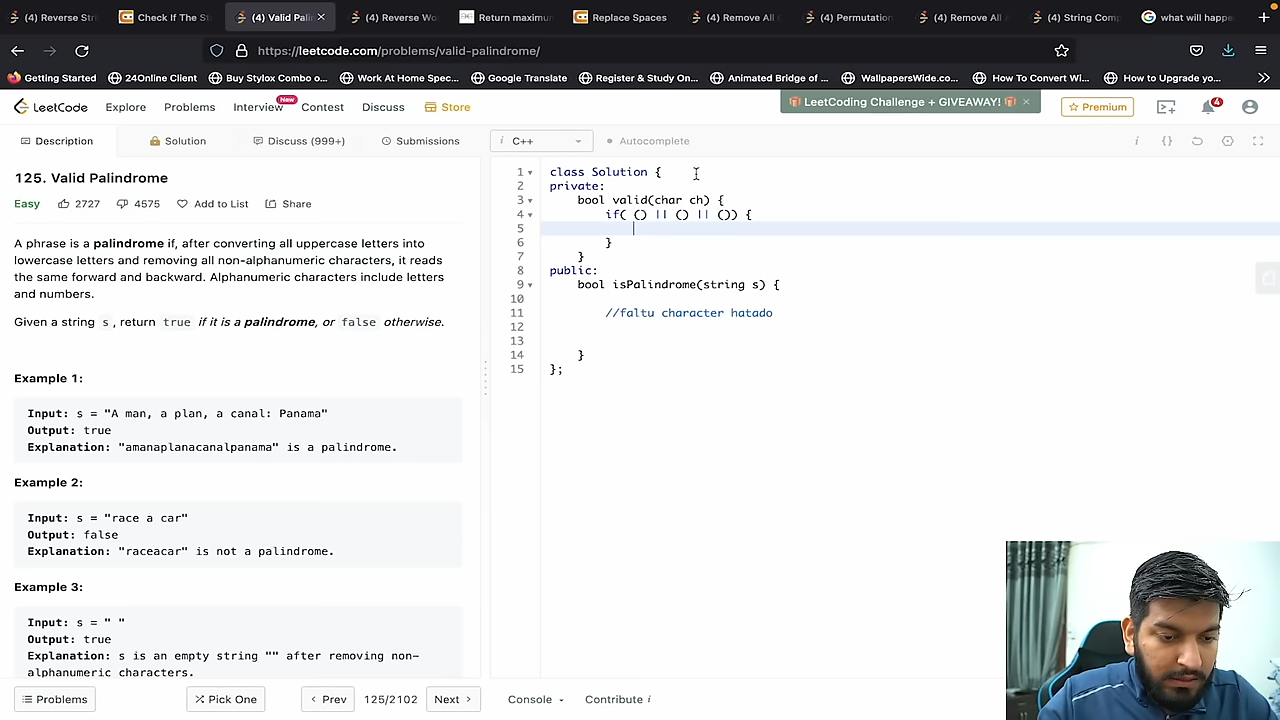 (4) Reverse Stri
Check If The St
(4) Valid Pali
(4) Reverse Wo
Return maximu
Replace Spaces
(4) Remove All
(4) Permutation
(4) Remove All
(4) String Comp
what will happe
https://leetcode.com/problems/valid-palindrome/
Getting Started
24Online Client
Buy Stylox Combo o...
Work At Home Spe...
Google Translate
Register & Study On...
Animated Bridge of ...
WallpapersWide.co...
How To Convert Wi...
How to Upgrade yo...
LeetCode
Explore
Problems
Interview
New
Contest
Discuss
Store
LeetCoding Challenge + GIVEAWAY!
Premium
4
Description
Solution
Discuss (999+)
Submissions
i C++
Autocomplete
125. Valid Palindrome
Easy
2727
4575
Add to List
Share
A phrase is a palindrome if, after converting all uppercase letters into
lowercase letters and removing all non-alphanumeric characters, it reads
the same forward and backward. Alphanumeric characters include letters
and numbers.
Given a string s, return true if it is a palindrome, or false otherwise.
Example 1:
Input: s = "A man, a plan, a canal: Panama"
Output: true
Explanation: "amanaplanacanalpanama" is a palindrome.
Example 2:
Input: s = "race a car"
Output: false
Explanation: "raceacar" is not a palindrome.
Example 3:
Input: s = " "
Output: true
Explanation: s is an empty string "" after removing non-
alphanumeric characters.
1 class Solution {
2 private:
3 bool valid(char ch) {
4 if( () || () || ()) {
5
6 }
7 }
8 public:
9 bool isPalindrome(string s) {
10
11 //faltu character hatado
12
13
14 }
15 };
Problems
Pick One
Prev
125/2102
Next
Console
Contribute i